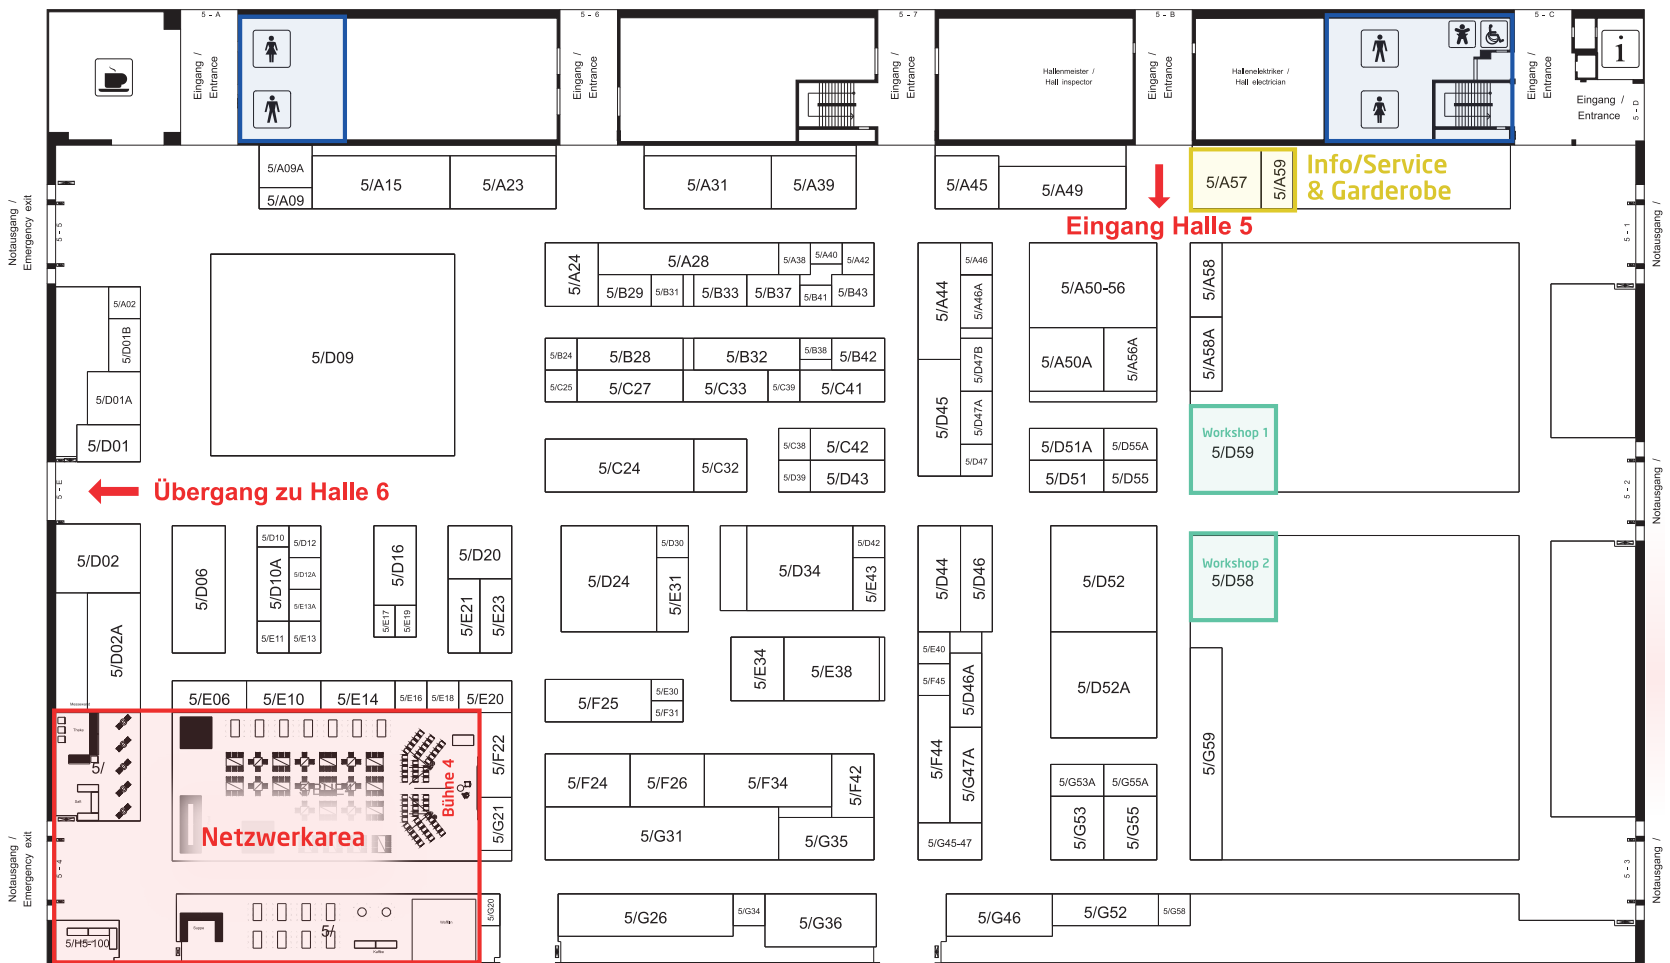 5 - A
5 - 6
5 - 7
5 - B
5 - C
Eingang /
Entrance
Eingang /
Entrance
Eingang /
Entrance
Hallenmeister /
Hall inspector
Eingang /
Entrance
Hallenelektriker /
Hall electrician
Eingang /
Entrance
i
Eingang /
Entrance
5 - D
Notausgang /
Emergency exit
5 - 5
5/A09A
5/A09
5/A15
5/A23
5/A31
5/A39
5/A45
5/A49
5/A57
5/A59
Info/Service
& Garderobe
Eingang Halle 5
5 - 1
Notausgang /
5/A24
5/A28
5/A38
5/A40
5/A42
5/B29
5/B31
5/B33
5/B37
5/B41
5/B43
5/A44
5/A46
5/A46A
5/A50-56
5/A58
5/A02
5/D01B
5/D01A
5/D01
5/D09
5/B24
5/B28
5/B32
5/B38
5/B42
5/C25
5/C27
5/C33
5/C39
5/C41
5/D45
5/D47B
5/D47A
5/D47
5/A50A
5/A56A
5/A58A
5/C24
5/C32
5/C38
5/C42
5/D39
5/D43
5/D51A
5/D55A
5/D51
5/D55
Workshop 1
5/D59
5 - E
Übergang zu Halle 6
5 - 2
Notausgang /
5/D02
5/D02A
5/D06
5/D10
5/D10A
5/D12
5/D12A
5/E13A
5/E11
5/E13
5/D16
5/E17
5/E19
5/D20
5/E21
5/E23
5/D24
5/D30
5/E31
5/D34
5/D42
5/E43
5/D44
5/D46
5/D52
Workshop 2
5/D58
5/E34
5/E38
5/E40
5/F45
5/D46A
5/D52A
5/G59
5/E06
5/E10
5/E14
5/E16
5/E18
5/E20
5/F25
5/E30
5/F31
5/F44
5/G47A
Theke
5/
5/F22
5/G21
Bühne 4
Netzwerkarea
5/F24
5/F26
5/F34
5/F42
5/G31
5/G35
5/G45-47
5/G53A
5/G55A
5/G53
5/G55
Notausgang /
Emergency exit
5 - 4
5 - 3
Notausgang /
5/H5-100
Suppe
5/
Kaffee
5/G20
5/G26
5/G34
5/G36
5/G46
5/G52
5/G58